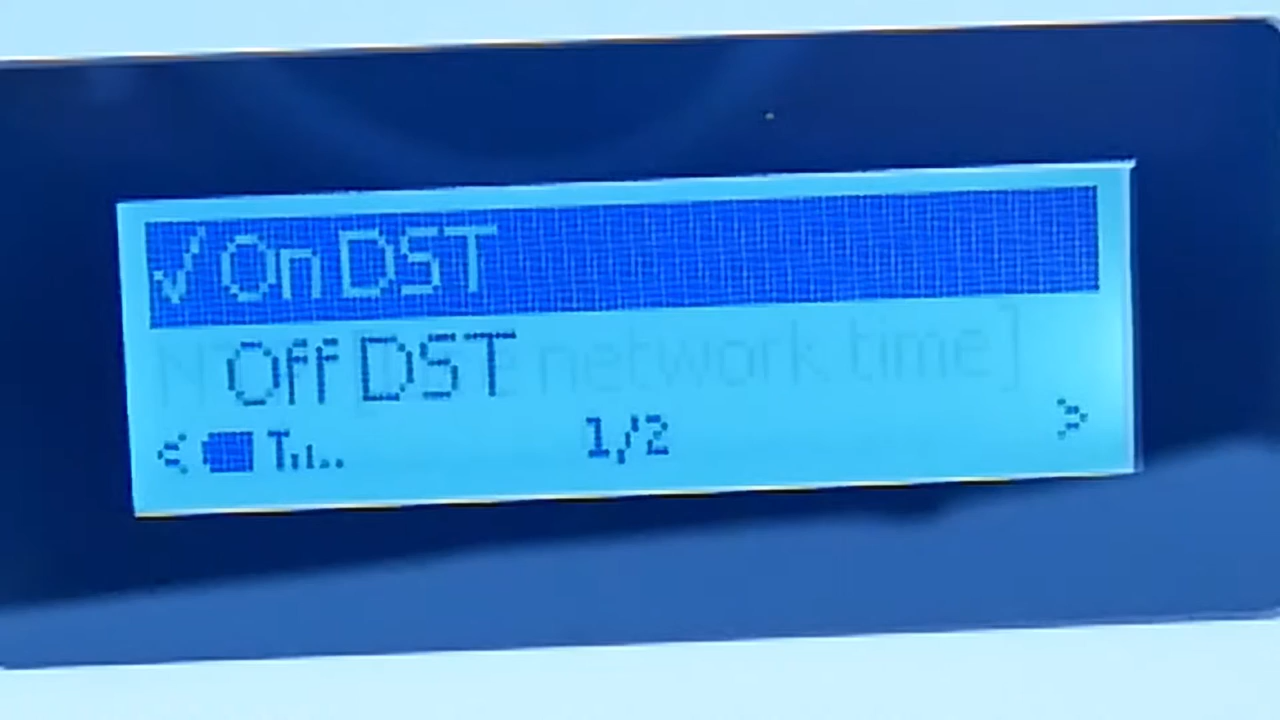 √ On DST
Off DST
network time]
< 1/2 >